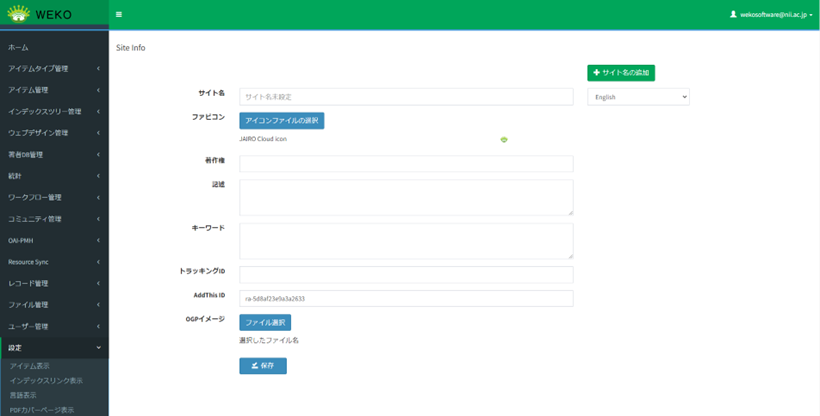 WEKO
wekosoftware@nii.ac.jp
ホーム
アイテムタイプ管理
アイテム管理
インデックスツリー管理
ウェブデザイン管理
著者DB管理
統計
ワークフロー管理
コミュニティ管理
OAI-PMH
Resource Sync
レコード管理
ファイル管理
ユーザー管理
設定
アイテム表示
インデックスリンク表示
言語表示
PDFカバーページ表示
Site Info
サイト名の追加
サイト名
サイト名未設定
English
ファビコン
アイコンファイルの選択
JAIRO Cloud icon
著作権
記述
キーワード
トラッキングID
AddThis ID
ra-5d8af23e9a3a2633
OGPイメージ
ファイル選択
選択したファイル名
保存